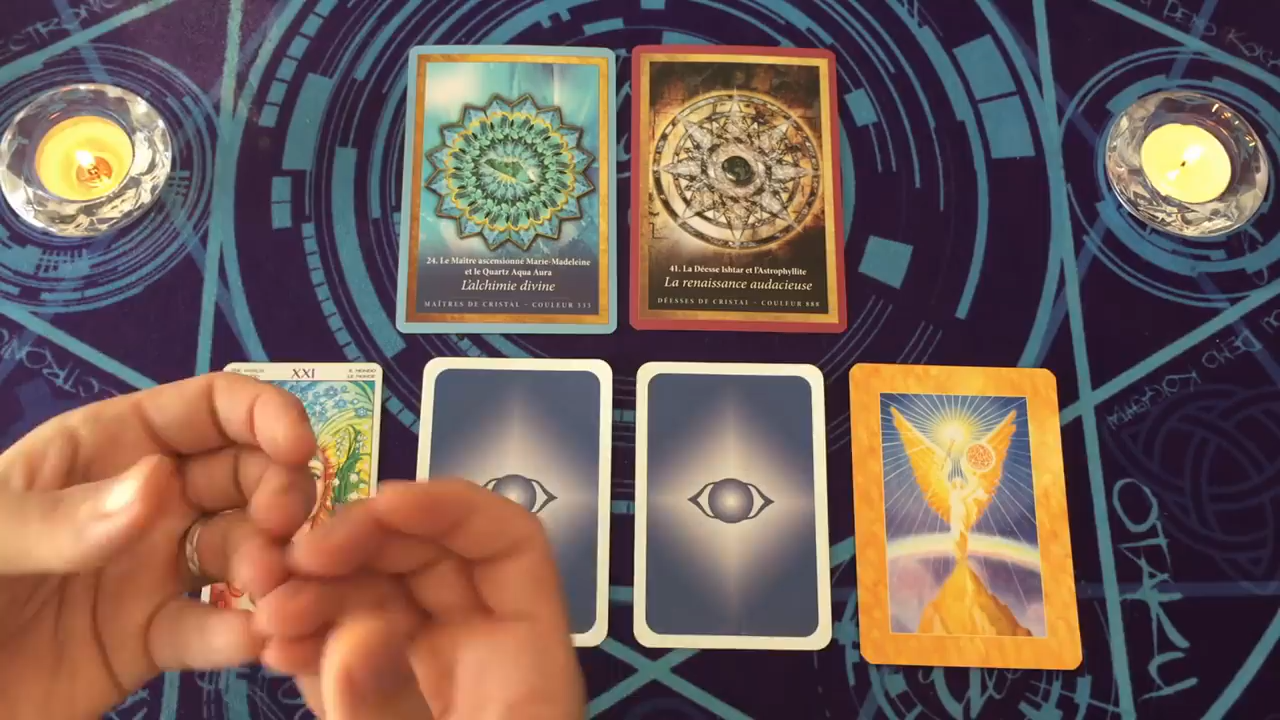 24. Le Maître ascensionné Marie-Madeleine
et le Quartz Aqua Aura
L'alchimie divine
MAÎTRES DE CRISTAL - COULEUR 333
41. La Déesse Ishtar et l'Astrophyllite
La renaissance audacieuse
DÉESSES DE CRISTAL - COULEUR 888
XXI
OTAKU